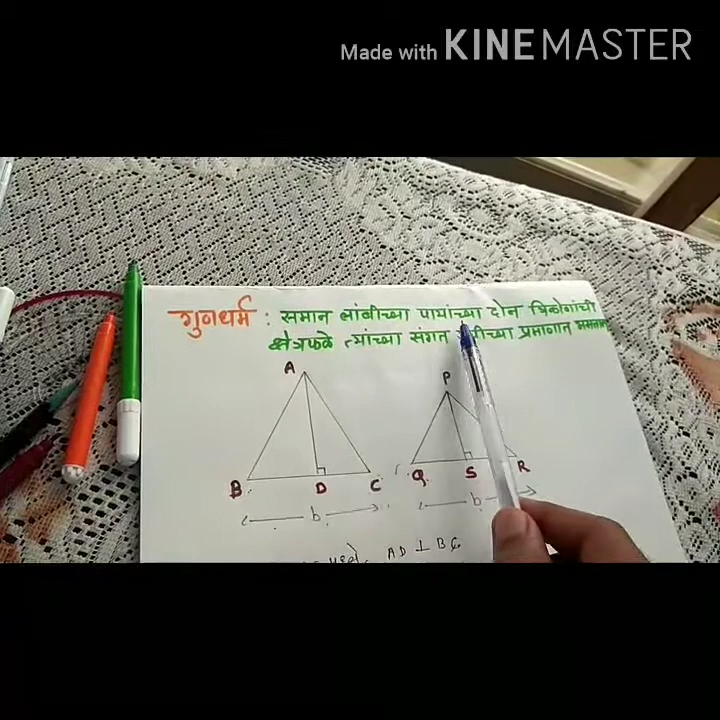 Made with KINEMASTER
गुणधर्म : समान लांबीच्या पायांच्या दोन त्रिकोणांची
क्षेत्रफळे त्यांच्या संगत प्रमाणात असतात
A
P
B D C Q S R
b b
AD ⊥ BC